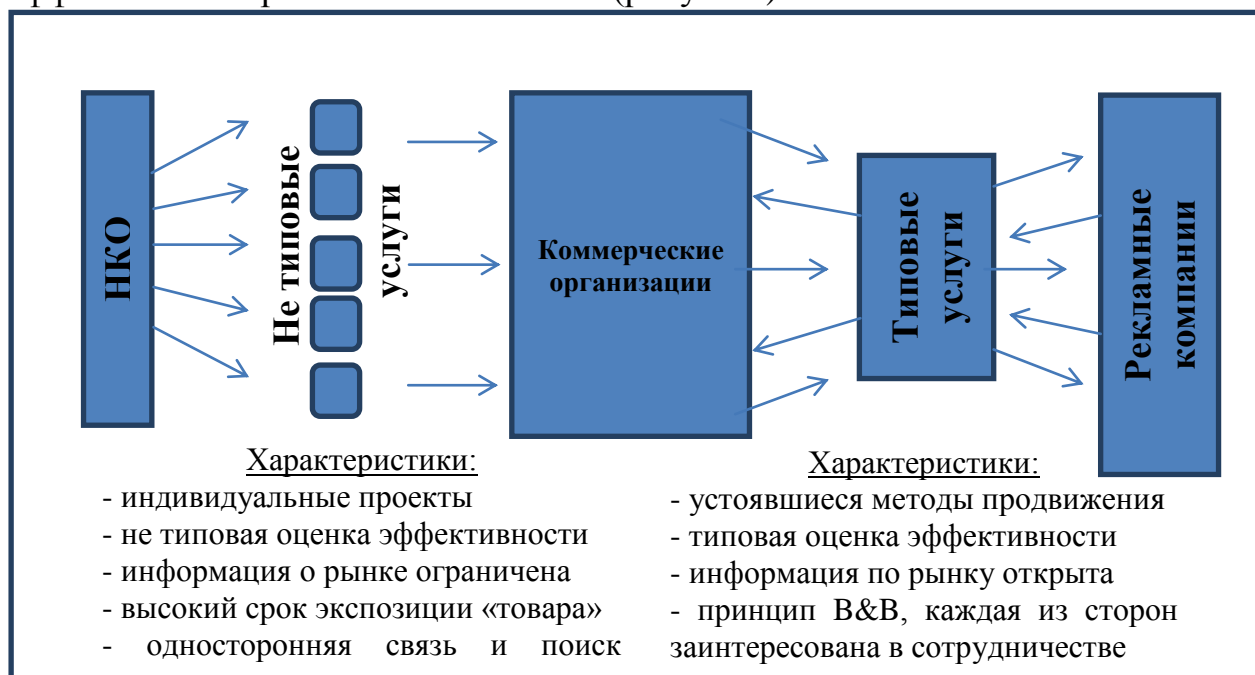 НКО
Не типовые
услуги
Коммерческие
организации
Типовые
услуги
Рекламные
компании
Характеристики:
- индивидуальные проекты
- не типовая оценка эффективности
- информация о рынке ограничена
- высокий срок экспозиции «товара»
- односторонняя связь и поиск
Характеристики:
- устоявшиеся методы продвижения
- типовая оценка эффективности
- информация по рынку открыта
- принцип B&B, каждая из сторон
заинтересована в сотрудничестве